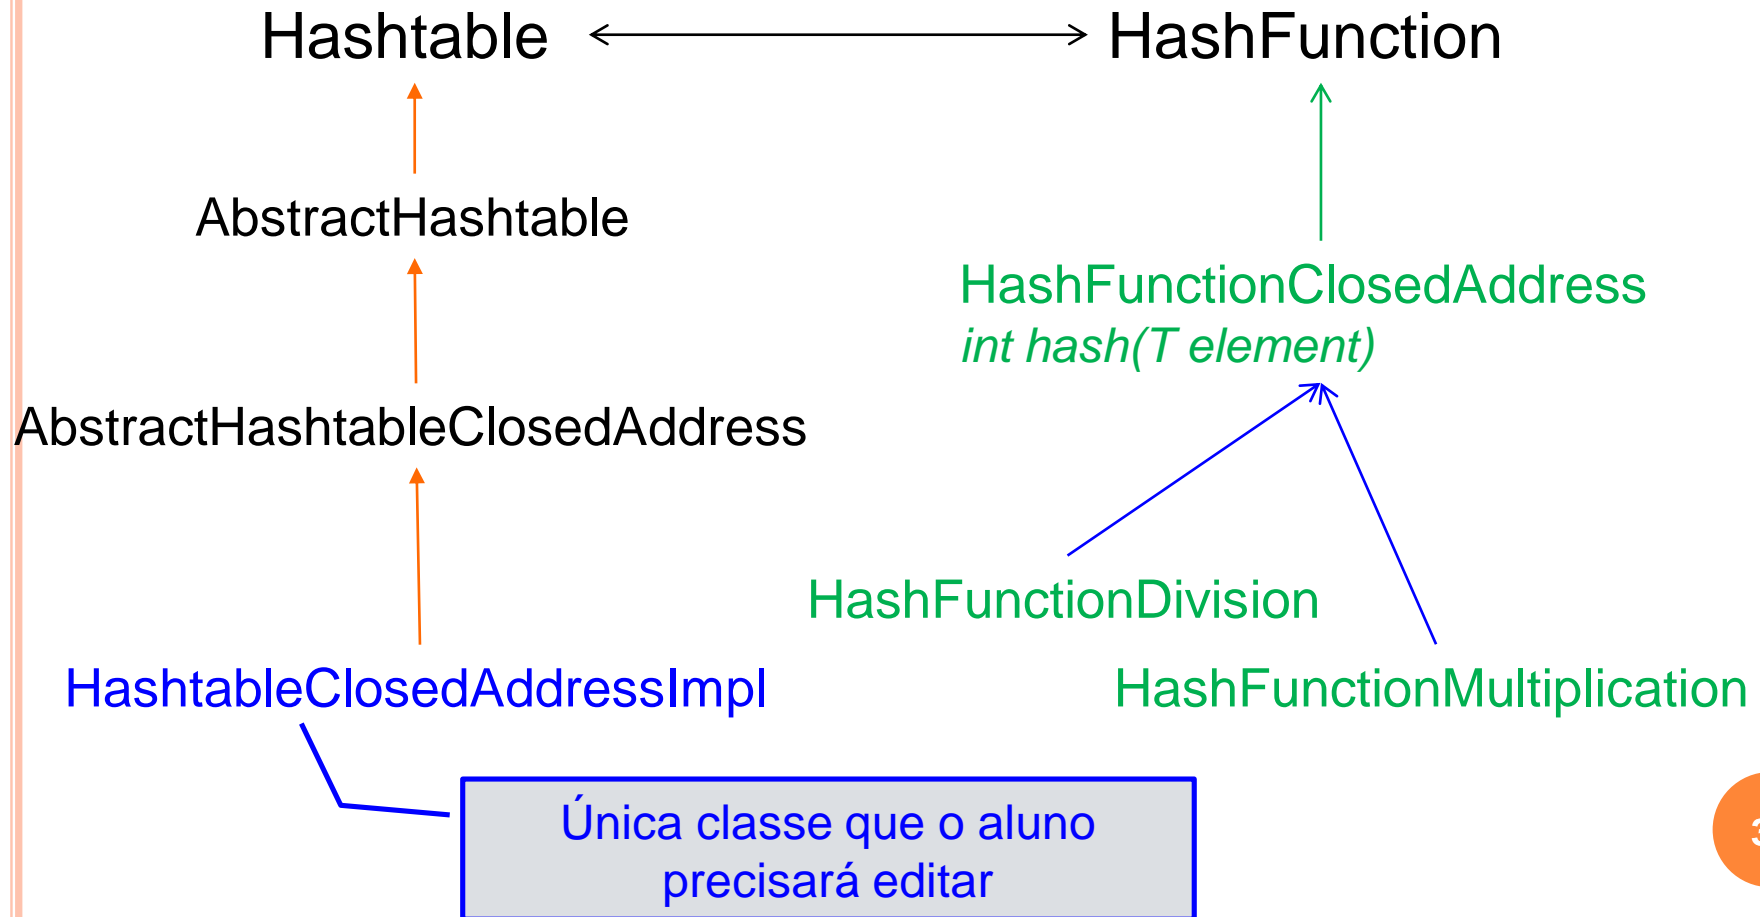 Hashtable
HashFunction
AbstractHashtable
HashFunctionClosedAddress
int hash(T element)
AbstractHashtableClosedAddress
HashFunctionDivision
HashtableClosedAddressImpl
HashFunctionMultiplication
Única classe que o aluno
precisará editar